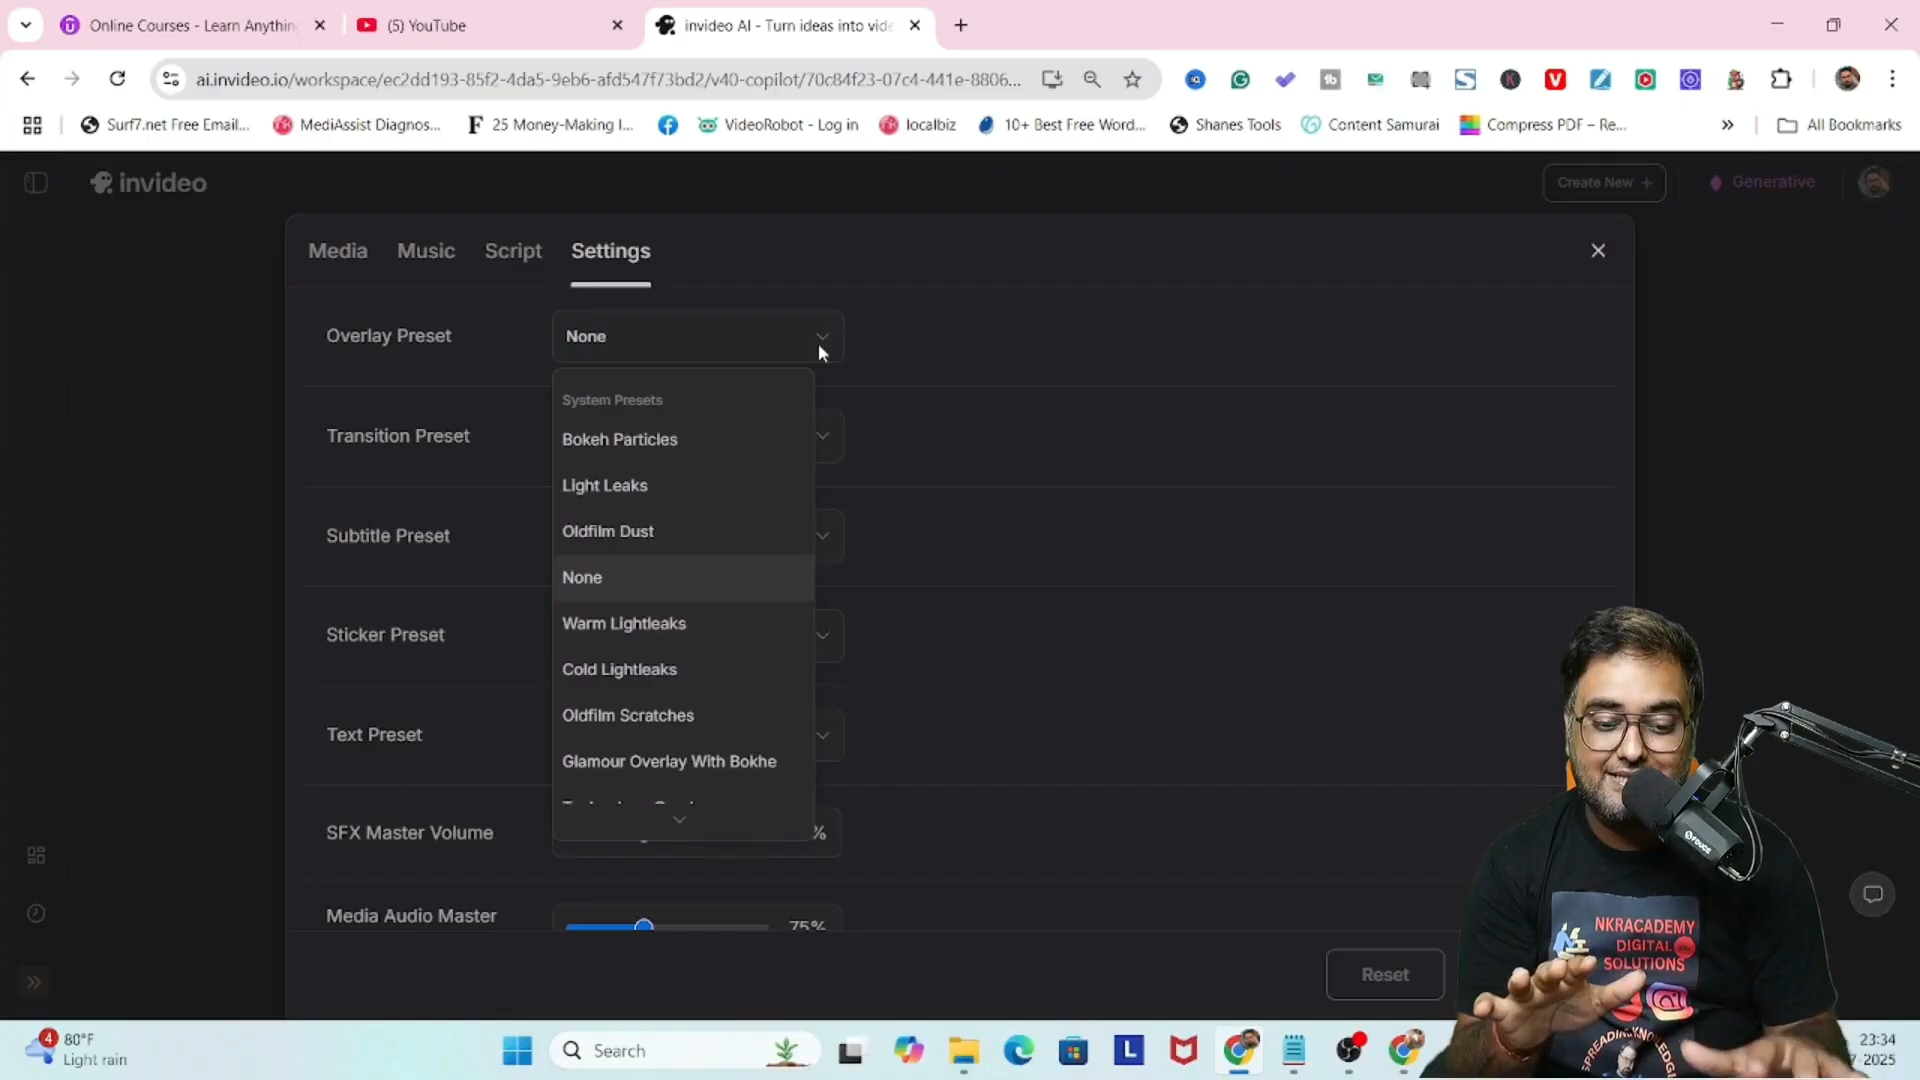 Online Courses - Learn Anythin
(5) YouTube
invideo AI - Turn ideas into vide
ai.invideo.io/workspace/ec2dd193-85f2-4da5-9eb6-afd547f73bd2/v40-copilot/70c84f23-07c4-441e-8806...
Surf7.net Free Email...
MediAssist Diagnos...
25 Money-Making I...
VideoRobot - Log in
localbiz
10+ Best Free Word...
Shanes Tools
Content Samurai
Compress PDF – Re...
All Bookmarks
invideo
Create New +
Generative
Media
Music
Script
Settings
Overlay Preset
None
System Presets
Bokeh Particles
Light Leaks
Oldfilm Dust
None
Warm Lightleaks
Cold Lightleaks
Oldfilm Scratches
Glamour Overlay With Bokhe
Transition Preset
Subtitle Preset
Sticker Preset
Text Preset
SFX Master Volume
%
Media Audio Master
75%
Reset
NKRACADEMY
DIGITAL
SOLUTIONS
4
80°F
Light rain
Search
23:34
7-2025